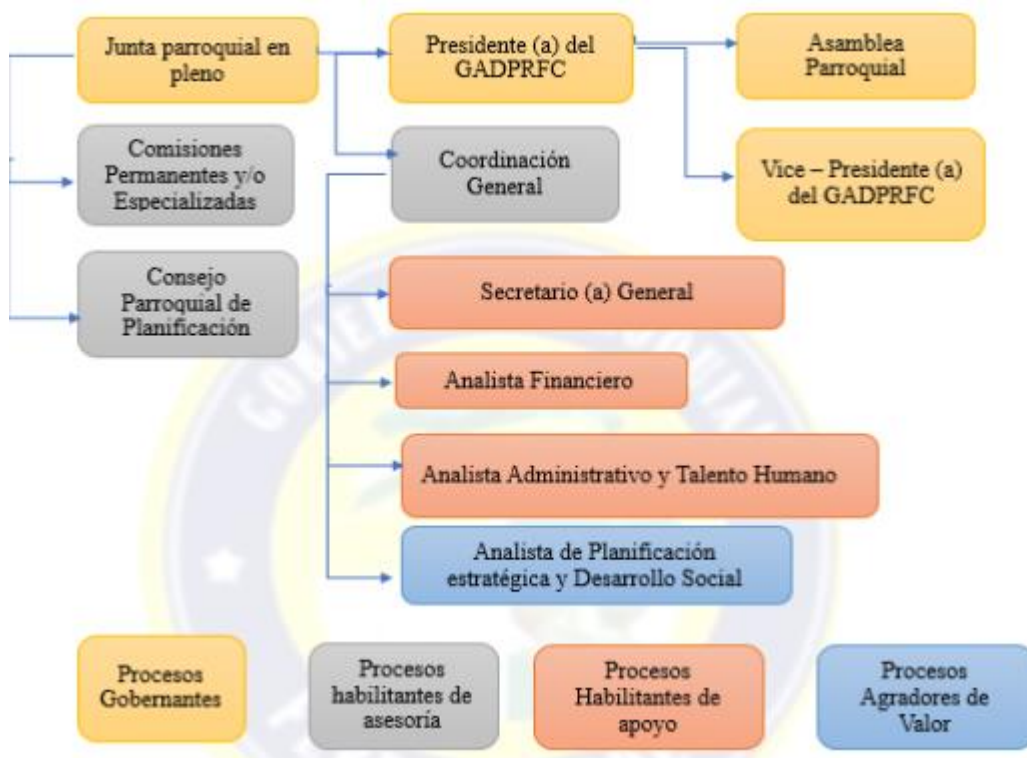 Junta parroquial en
pleno
Presidente (a) del
GADPRFC
Asamblea
Parroquial
Comisiones
Permanentes y/o
Especializadas
Coordinación
General
Vice – Presidente (a)
del GADPRFC
Consejo
Parroquial de
Planificación
Secretario (a) General
Analista Financiero
Analista Administrativo y Talento Humano
Analista de Planificación
estratégica y Desarrollo Social
Procesos
Gobernantes
Procesos
habilitantes de
asesoría
Procesos
Habilitantes de
apoyo
Procesos
Agradores de
Valor